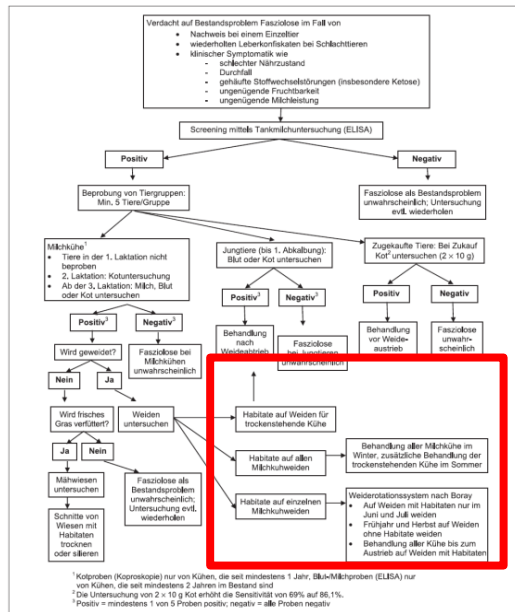 Verdacht auf Bestandsproblem Fasziolose im Fall von
• Nachweis bei einem Einzeltier
• wiederholten Leberkonfiskaten bei Schlachttieren
• klinischer Symptomatik wie
- schlechter Nährzustand
- Durchfall
- gehäufte Stoffwechselstörungen (insbesondere Ketose)
- ungenügende Fruchtbarkeit
- ungenügende Milchleistung
Screening mittels Tankmilchuntersuchung (ELISA)
Positiv
Negativ
Beprobung von Tiergruppen:
Min. 5 Tiere/Gruppe
Fasziolose als Bestandsproblem
unwahrscheinlich; Untersuchung
evtl. wiederholen
Milchkühe1
• Tiere in der 1. Laktation nicht
beproben
• 2. Laktation: Kotuntersuchung
• Ab der 3. Laktation: Milch, Blut
oder Kot untersuchen
Jungtiere (bis 1. Abkalbung):
Blut oder Kot untersuchen
Zugekaufte Tiere: Bei Zukauf
Kot2 untersuchen (2 × 10 g)
Positiv3
Negativ3
Positiv3
Negativ3
Positiv
Negativ
Wird geweidet?
Fasziolose bei
Milchkühen
unwahrscheinlich
Behandlung
nach
Weideabtrieb
Fasziolose
bei Jungtieren
unwahrscheinlich
Behandlung
vor Weide-
austrieb
Fasziolose
unwahr-
scheinlich
Nein
Ja
Wird frisches
Gras verfüttert?
Weiden
untersuchen
Habitate auf Weiden für
trockenstehende Kühe
Ja
Nein
Habitate auf allen
Milchkuhweiden
Behandlung aller Milchkühe im
Winter, zusätzliche Behandlung der
trockenstehenden Kühe im Sommer
Mähwiesen
untersuchen
Fasziolose als
Bestandsproblem
unwahrscheinlich;
Untersuchung evtl.
wiederholen
Habitate auf einzelnen
Milchkuhweiden
Weiderotationssystem nach Boray
• Auf Weiden mit Habitaten nur im
Juni und Juli weiden
• Frühjahr und Herbst auf Weiden
ohne Habitate weiden
• Behandlung aller Kühe bis zum
Austrieb auf Weiden mit Habitaten
Schnitte von
Wiesen mit
Habitaten
trocknen
oder silieren
1 Kotproben (Koproskopie) nur von Kühen, die seit mindestens 1 Jahr, Blut-/Milchproben (ELISA) nur
von Kühen, die seit mindestens 2 Jahren im Bestand sind
2 Die Untersuchung von 2 × 10 g Kot erhöht die Sensitivität von 69% auf 86,1%.
3 Positiv = mindestens 1 von 5 Proben positiv; negativ = alle Proben negativ